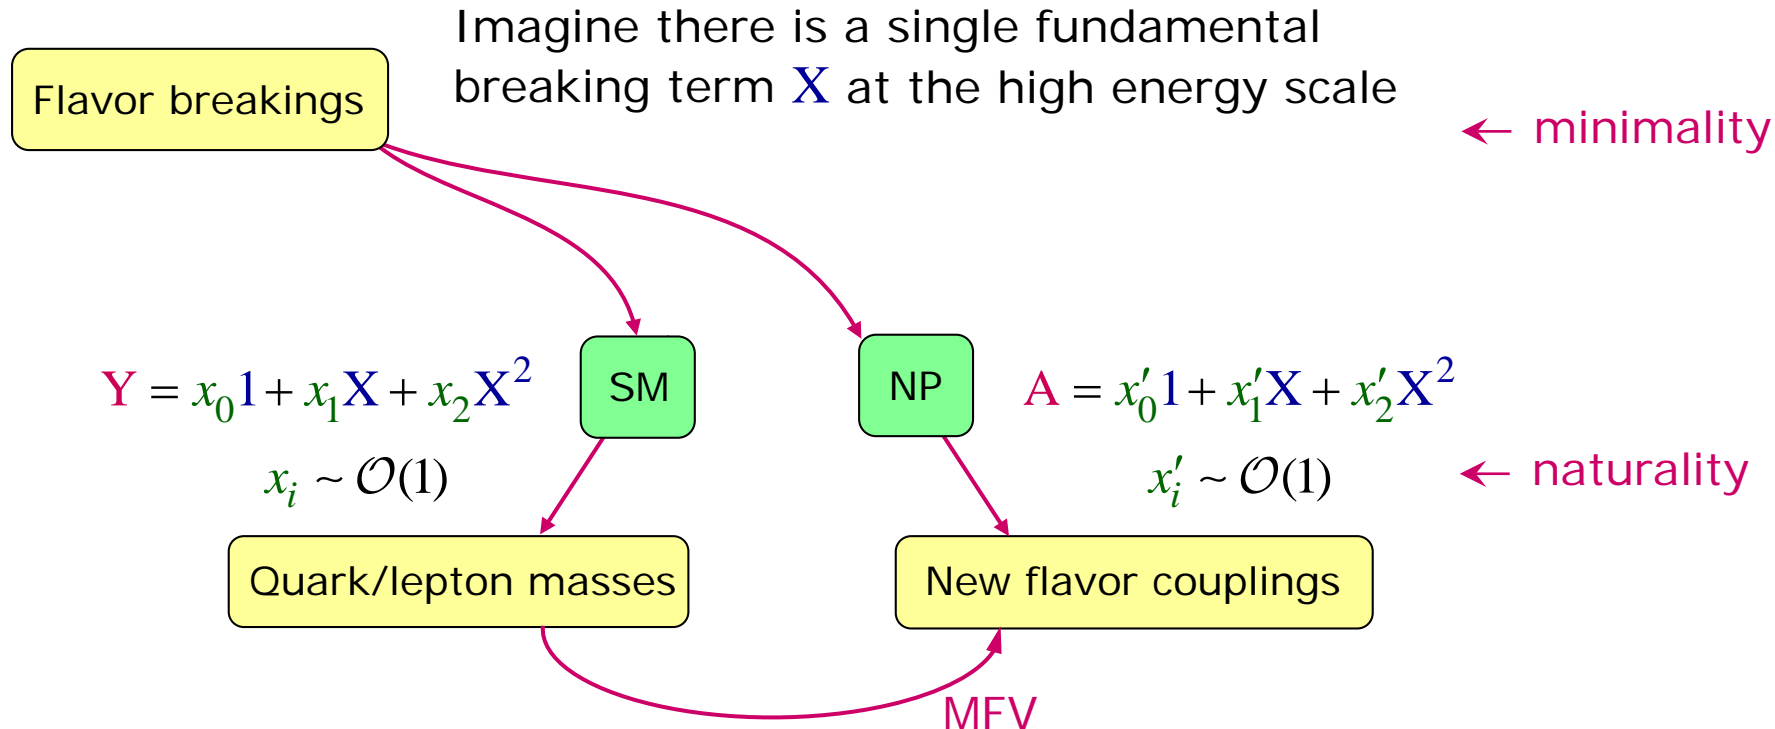 Imagine there is a single fundamental
breaking term X at the high energy scale
Flavor breakings
← minimality
Y = x₀1 + x₁X + x₂X²
SM
NP
A = x′₀1 + x′₁X + x′₂X²
xᵢ ~ 𝒪(1)
x′ᵢ ~ 𝒪(1)
← naturality
Quark/lepton masses
New flavor couplings
MFV